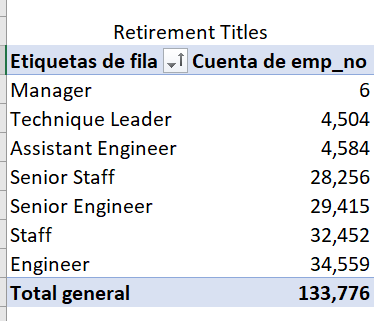 Retirement Titles
Etiquetas de fila Cuenta de emp_no
Manager 6
Technique Leader 4,504
Assistant Engineer 4,584
Senior Staff 28,256
Senior Engineer 29,415
Staff 32,452
Engineer 34,559
Total general 133,776